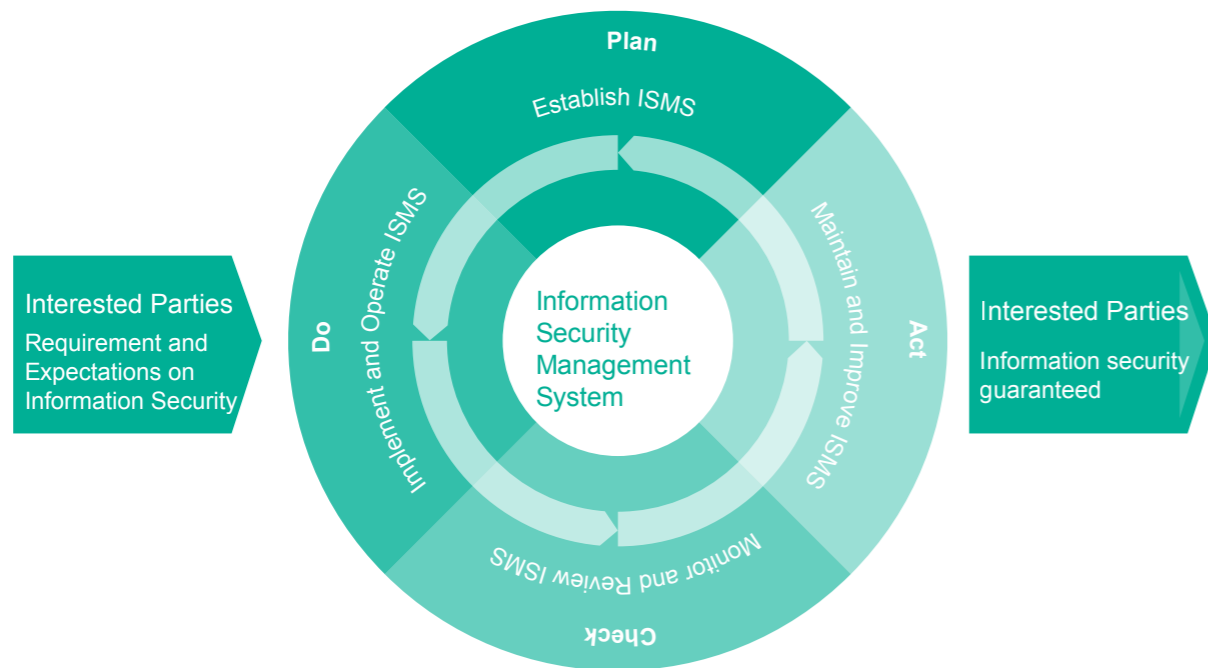 Plan
Establish ISMS
Interested Parties
Requirement and
Expectations on
Information Security
Do
Implement and Operate ISMS
Information
Security
Management
System
Maintain and Improve ISMS
Act
Interested Parties
Information security
guaranteed
Monitor and Review ISMS
Check